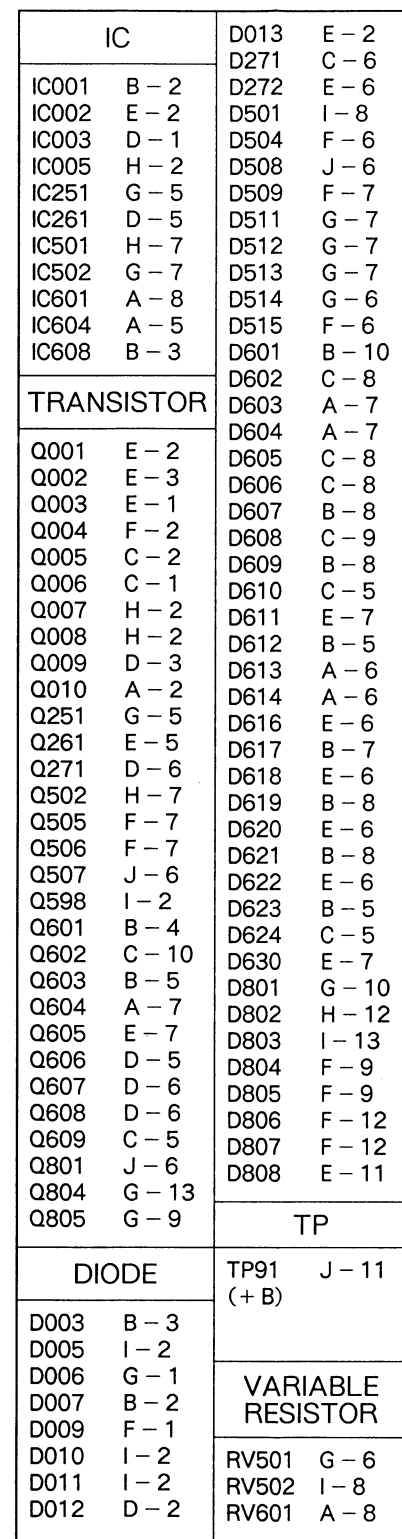 IC
IC001 B – 2
IC002 E – 2
IC003 D – 1
IC005 H – 2
IC251 G – 5
IC261 D – 5
IC501 H – 7
IC502 G – 7
IC601 A – 8
IC604 A – 5
IC608 B – 3
TRANSISTOR
Q001 E – 2
Q002 E – 3
Q003 E – 1
Q004 F – 2
Q005 C – 2
Q006 C – 1
Q007 H – 2
Q008 H – 2
Q009 D – 3
Q010 A – 2
Q251 G – 5
Q261 E – 5
Q271 D – 6
Q502 H – 7
Q505 F – 7
Q506 F – 7
Q507 J – 6
Q598 I – 2
Q601 B – 4
Q602 C – 10
Q603 B – 5
Q604 A – 7
Q605 E – 7
Q606 D – 5
Q607 D – 6
Q608 D – 6
Q609 C – 5
Q801 J – 6
Q804 G – 13
Q805 G – 9
DIODE
D003 B – 3
D005 I – 2
D006 G – 1
D007 B – 2
D009 F – 1
D010 I – 2
D011 I – 2
D012 D – 2
D013 E – 2
D271 C – 6
D272 E – 6
D501 I – 8
D504 F – 6
D508 J – 6
D509 F – 7
D511 G – 7
D512 G – 7
D513 G – 7
D514 G – 6
D515 F – 6
D601 B – 10
D602 C – 8
D603 A – 7
D604 A – 7
D605 C – 8
D606 C – 8
D607 B – 8
D608 C – 9
D609 B – 8
D610 C – 5
D611 E – 7
D612 B – 5
D613 A – 6
D614 A – 6
D616 E – 6
D617 B – 7
D618 E – 6
D619 B – 8
D620 E – 6
D621 B – 8
D622 E – 6
D623 B – 5
D624 C – 5
D630 E – 7
D801 G – 10
D802 H – 12
D803 I – 13
D804 F – 9
D805 F – 9
D806 F – 12
D807 F – 12
D808 E – 11
TP
TP91 J – 11
(+ B)
VARIABLE
RESISTOR
RV501 G – 6
RV502 I – 8
RV601 A – 8